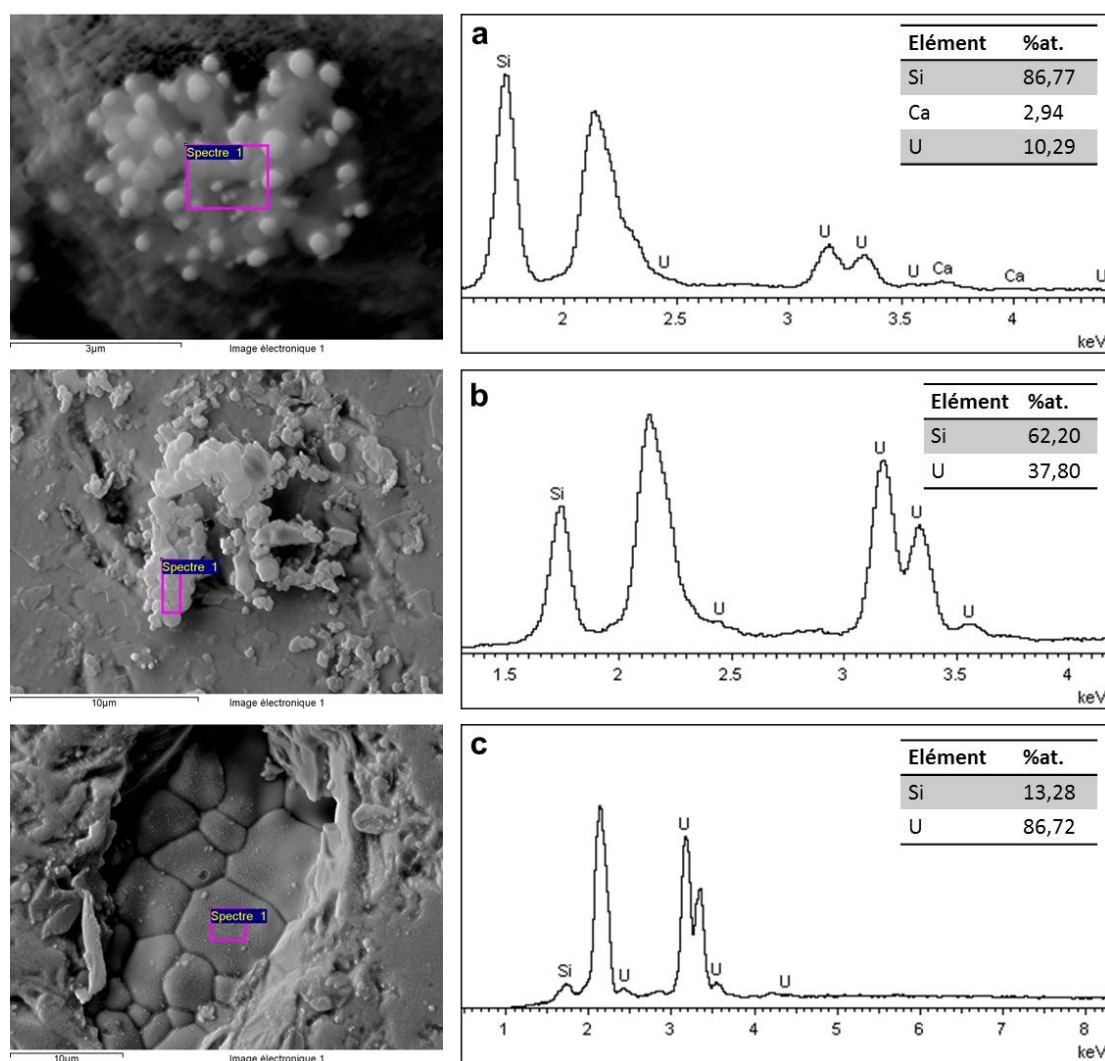 Spectre 1
3µm Image électronique 1
a
Elément %at.
Si 86,77
Ca 2,94
U 10,29
Si
U
U
U
U
Ca
Ca
U
2 2.5 3 3.5 4
keV
Spectre 1
10µm Image électronique 1
b
Elément %at.
Si 62,20
U 37,80
Si
U
U
U
U
1.5 2 2.5 3 3.5 4
keV
Spectre 1
10µm Image électronique 1
c
Elément %at.
Si 13,28
U 86,72
Si
U
U
U
U
1 2 3 4 5 6 7 8
keV